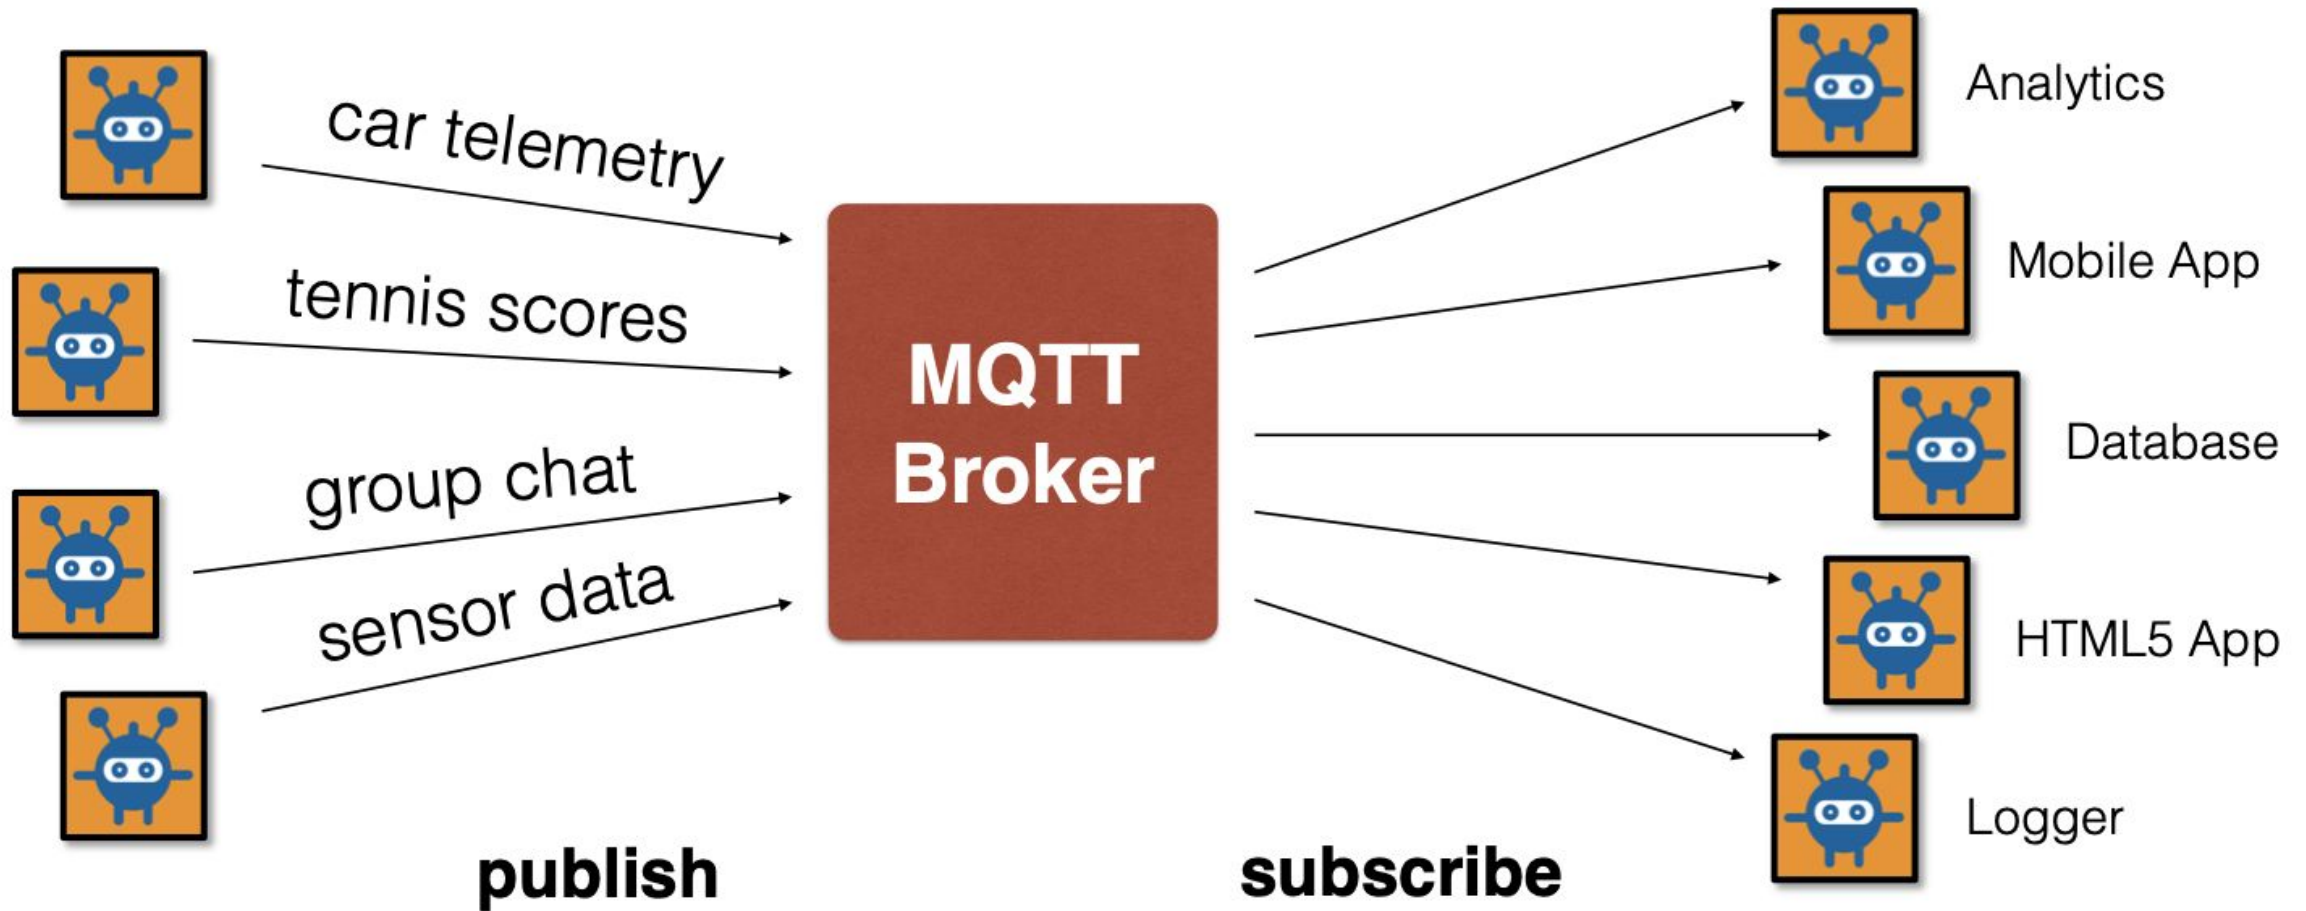 car telemetry
tennis scores
group chat
sensor data
publish
MQTT
Broker
subscribe
Analytics
Mobile App
Database
HTML5 App
Logger